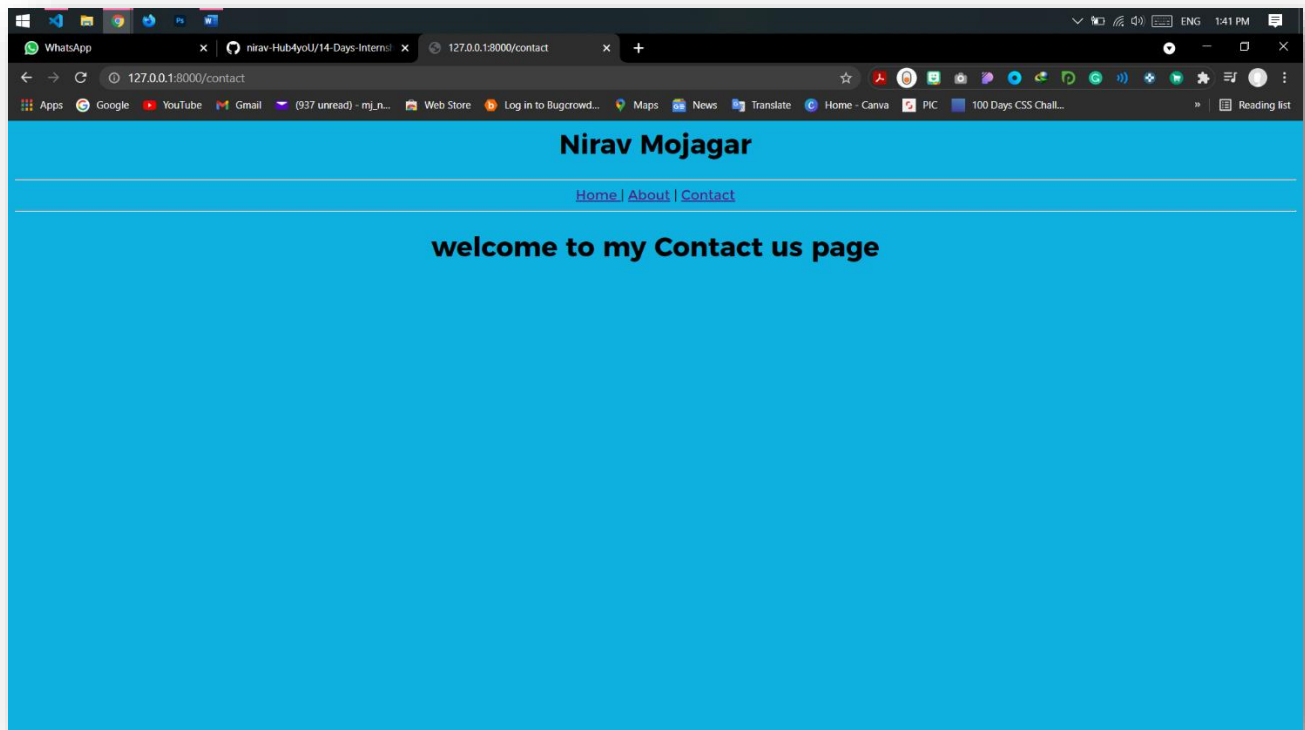 Ps W ENG 1:41 PM
WhatsApp nirav-Hub4yoU/14-Days-Internsh 127.0.0.1:8000/contact
127.0.0.1:8000/contact
Apps Google YouTube Gmail (937 unread) - mj_n... Web Store Log in to Bugcrowd... Maps News Translate Home - Canva PIC 100 Days CSS Chall... » Reading list
Nirav Mojagar
Home | About | Contact
welcome to my Contact us page